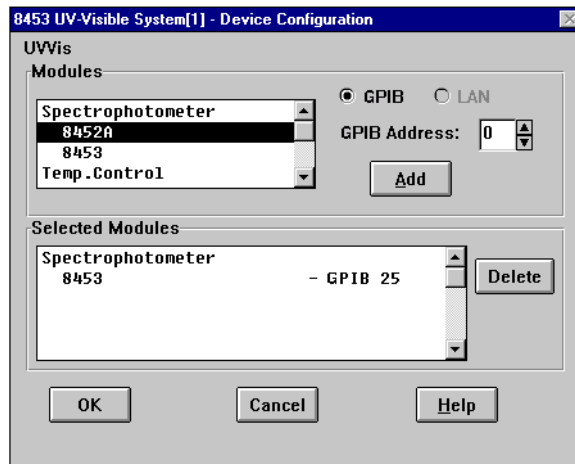 8453 UV-Visible System[1] - Device Configuration
UVVis
Modules
Spectrophotometer
8452A
8453
Temp.Control
GPIB LAN
GPIB Address: 0
Add
Selected Modules
Spectrophotometer
8453 - GPIB 25
Delete
OK Cancel Help